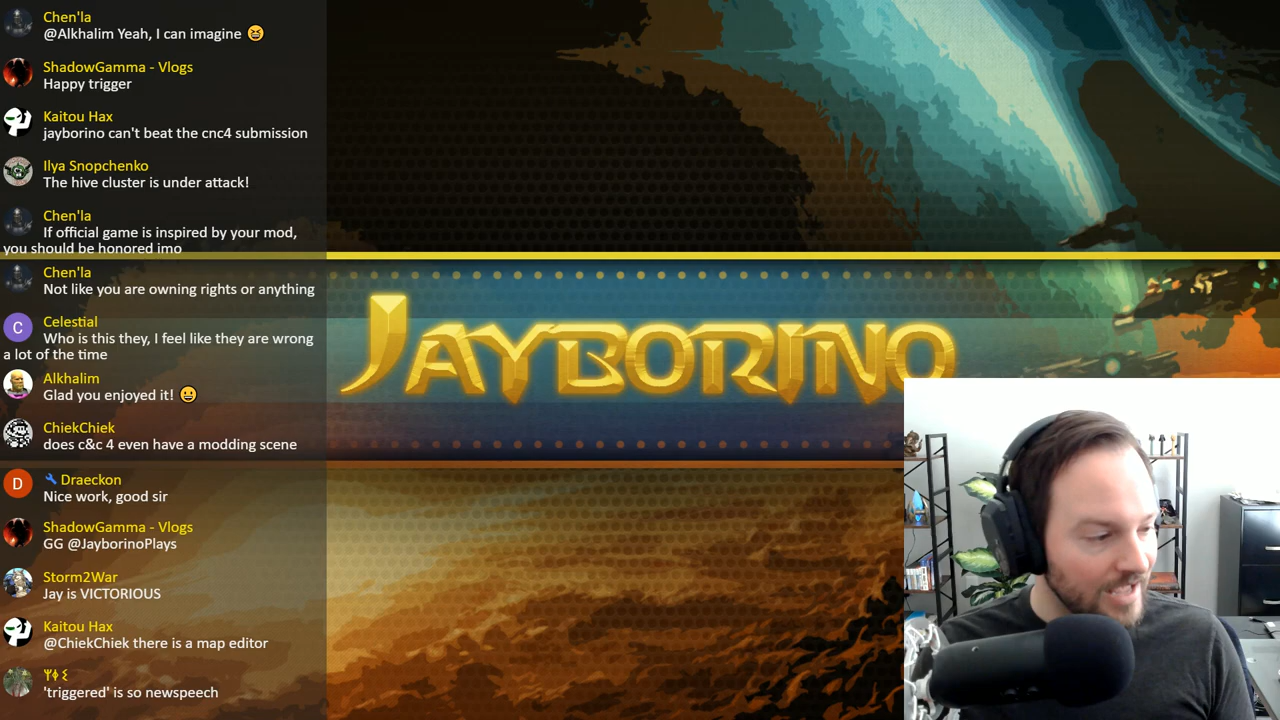 Chen'la
@Alkhalim Yeah, I can imagine 😆
ShadowGamma - Vlogs
Happy trigger
Kaitou Hax
jayborino can't beat the cnc4 submission
Ilya Snopchenko
The hive cluster is under attack!
Chen'la
If official game is inspired by your mod,
you should be honored imo
Chen'la
Not like you are owning rights or anything
C
Celestial
Who is this they, I feel like they are wrong
a lot of the time
Alkhalim
Glad you enjoyed it! 😀
ChiekChiek
does c&c 4 even have a modding scene
D
Draeckon
Nice work, good sir
ShadowGamma - Vlogs
GG @JayborinoPlays
Storm2War
Jay is VICTORIOUS
Kaitou Hax
@ChiekChiek there is a map editor
'triggered' is so newspeech
JAYBORINO